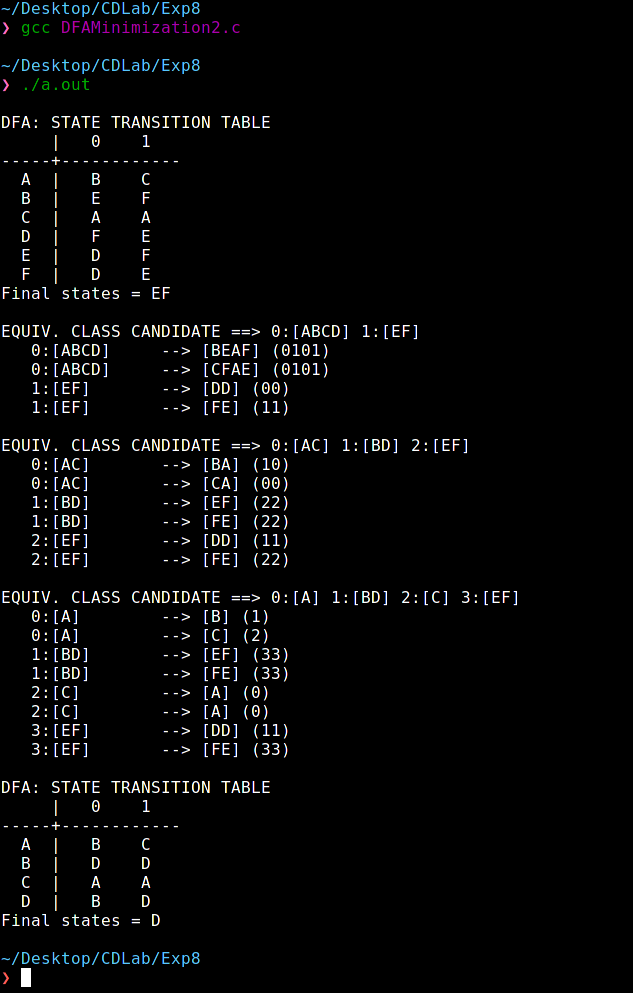 ~/Desktop/CDLab/Exp8
❯ gcc DFAMinimization2.c

~/Desktop/CDLab/Exp8
❯ ./a.out

DFA: STATE TRANSITION TABLE
     |   0    1
-----+------------
  A  |   B    C
  B  |   E    F
  C  |   A    A
  D  |   F    E
  E  |   D    F
  F  |   D    E
Final states = EF

EQUIV. CLASS CANDIDATE ==> 0:[ABCD] 1:[EF]
   0:[ABCD]     --> [BEAF] (0101)
   0:[ABCD]     --> [CFAE] (0101)
   1:[EF]       --> [DD] (00)
   1:[EF]       --> [FE] (11)

EQUIV. CLASS CANDIDATE ==> 0:[AC] 1:[BD] 2:[EF]
   0:[AC]       --> [BA] (10)
   0:[AC]       --> [CA] (00)
   1:[BD]       --> [EF] (22)
   1:[BD]       --> [FE] (22)
   2:[EF]       --> [DD] (11)
   2:[EF]       --> [FE] (22)

EQUIV. CLASS CANDIDATE ==> 0:[A] 1:[BD] 2:[C] 3:[EF]
   0:[A]        --> [B] (1)
   0:[A]        --> [C] (2)
   1:[BD]       --> [EF] (33)
   1:[BD]       --> [FE] (33)
   2:[C]        --> [A] (0)
   2:[C]        --> [A] (0)
   3:[EF]       --> [DD] (11)
   3:[EF]       --> [FE] (33)

DFA: STATE TRANSITION TABLE
     |   0    1
-----+------------
  A  |   B    C
  B  |   D    D
  C  |   A    A
  D  |   B    D
Final states = D

~/Desktop/CDLab/Exp8
❯